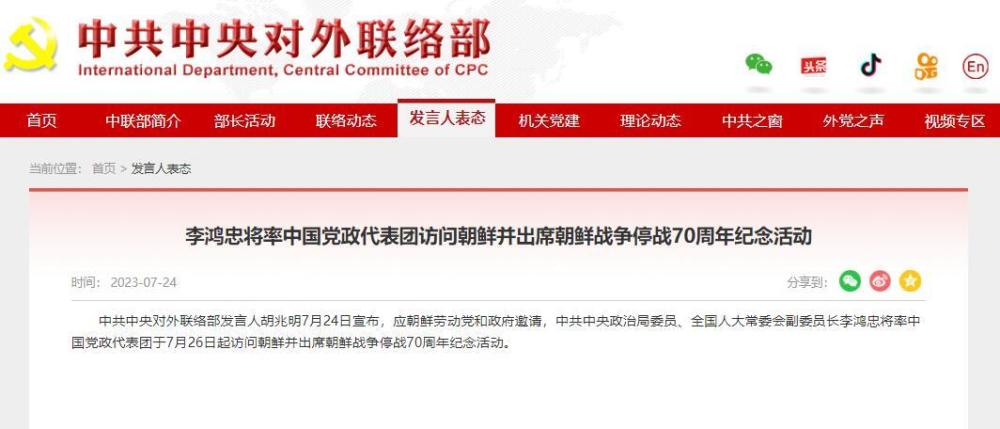 中共中央对外联络部
International Department, Central Committee of CPC
头条
En
首页 中联部简介 部长活动 联络动态 发言人表态 机关党建 理论动态 中共之窗 外党之声 视频专区
当前位置： 首页 > 发言人表态
李鸿忠将率中国党政代表团访问朝鲜并出席朝鲜战争停战70周年纪念活动
时间： 2023-07-24 分享到：
中共中央对外联络部发言人胡兆明7月24日宣布，应朝鲜劳动党和政府邀请，中共中央政治局委员、全国人大常委会副委员长李鸿忠将率中
国党政代表团于7月26日起访问朝鲜并出席朝鲜战争停战70周年纪念活动。